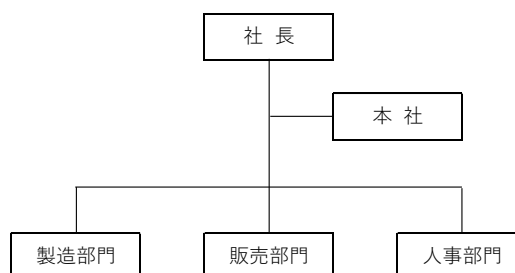 社 長
本 社
製造部門
販売部門
人事部門